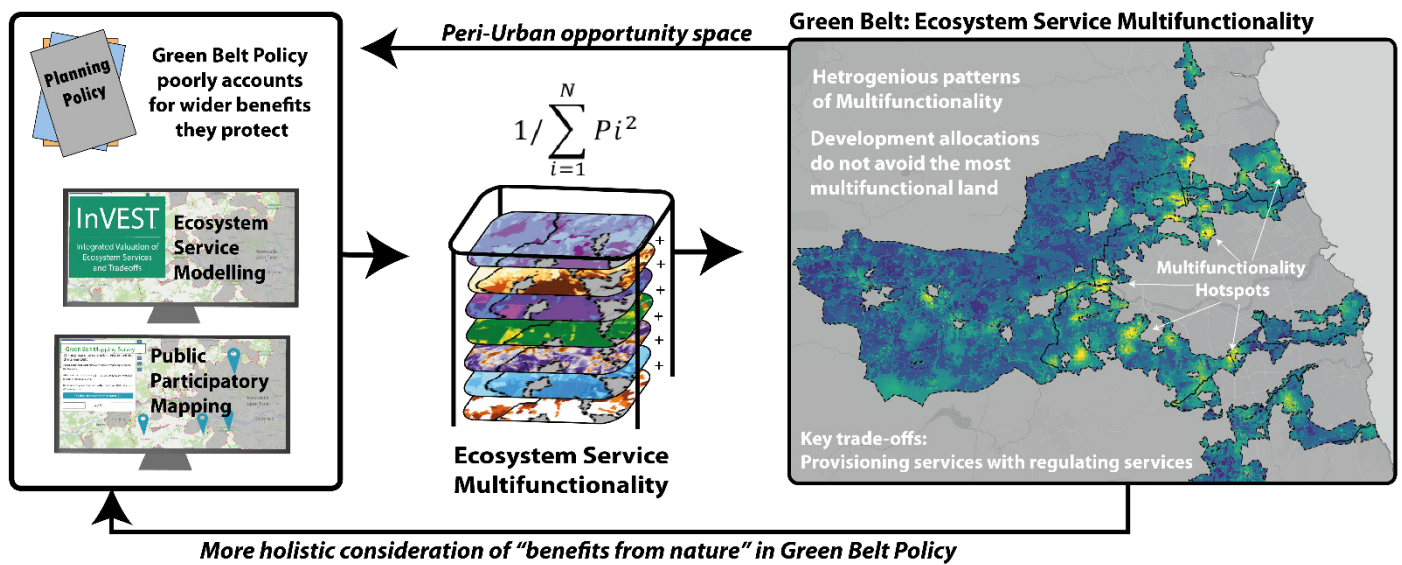 Planning
Policy
Green Belt Policy
poorly accounts
for wider benefits
they protect
InVEST
Integrated Valuation of
Ecosystem Services
and Tradeoffs
Ecosystem
Service
Modelling
Green Belt Mapping Survey
Public
Participatory
Mapping
Peri-Urban opportunity space
N
1/∑ Pi²
i=1
+
+
+
+
+
+
Ecosystem Service
Multifunctionality
Green Belt: Ecosystem Service Multifunctionality
Hetrogenious patterns
of Multifunctionality
Development allocations
do not avoid the most
multifunctional land
Multifunctionality
Hotspots
Key trade-offs:
Provisioning services with regulating services
More holistic consideration of “benefits from nature” in Green Belt Policy